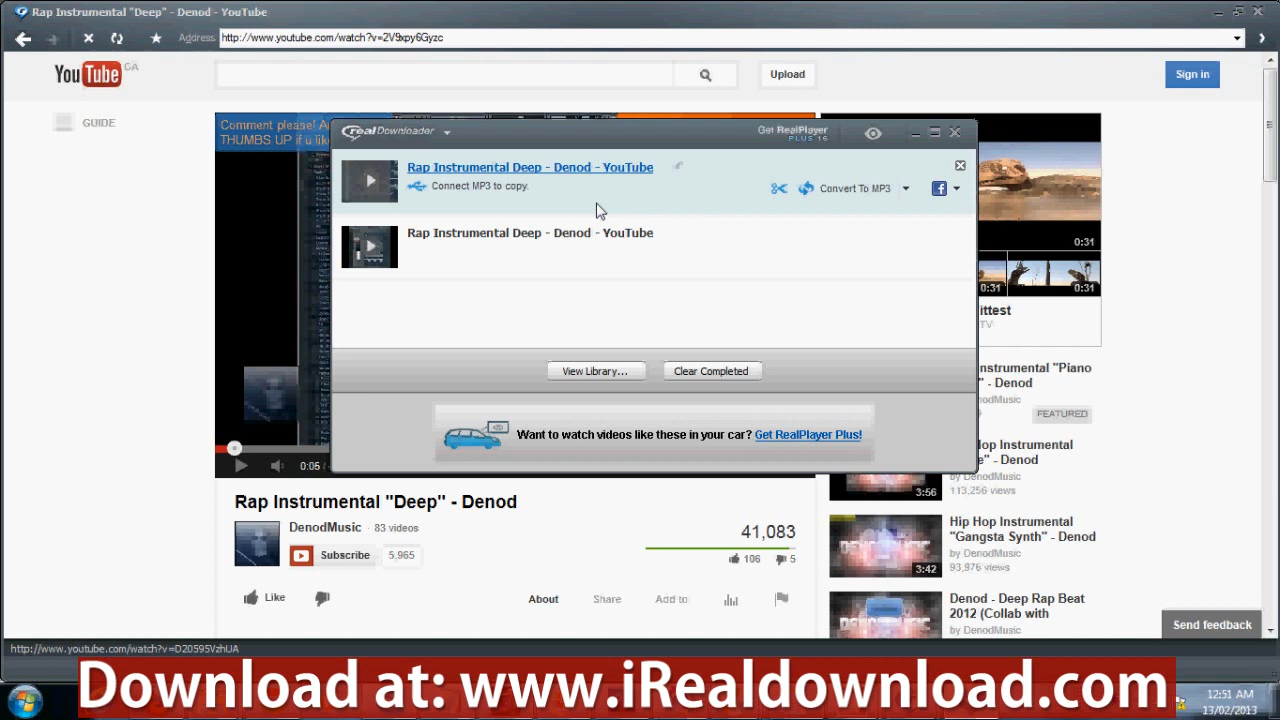 Rap Instrumental "Deep" - Denod - YouTube
Address http://www.youtube.com/watch?v=2V9xpy6Gyzc
YouTube CA
Upload
Sign in
GUIDE
Comment please! A
THUMBS UP if u lik
realDownloader
Get RealPlayer
PLUS 16
Rap Instrumental Deep - Denod - YouTube
Connect MP3 to copy.
Convert To MP3
Rap Instrumental Deep - Denod - YouTube
View Library...
Clear Completed
Want to watch videos like these in your car? Get RealPlayer Plus!
0:31
0:31
0:31
ittest
TV
nstrumental "Piano
" - Denod
enodMusic
FEATURED
Hop Instrumental
e" - Denod
by DenodMusic
113,256 views
3:56
Hip Hop Instrumental
"Gangsta Synth" - Denod
by DenodMusic
93,976 views
3:42
Denod - Deep Rap Beat
2012 (Collab with
by DenodMusic
0:05 /
Rap Instrumental "Deep" - Denod
DenodMusic · 83 videos
Subscribe 5,965
41,083
106 5
Like
About Share Add to
Send feedback
http://www.youtube.com/watch?v=D20595VzhUA
Download at: www.iRealdownload.com
12:51 AM
13/02/2013